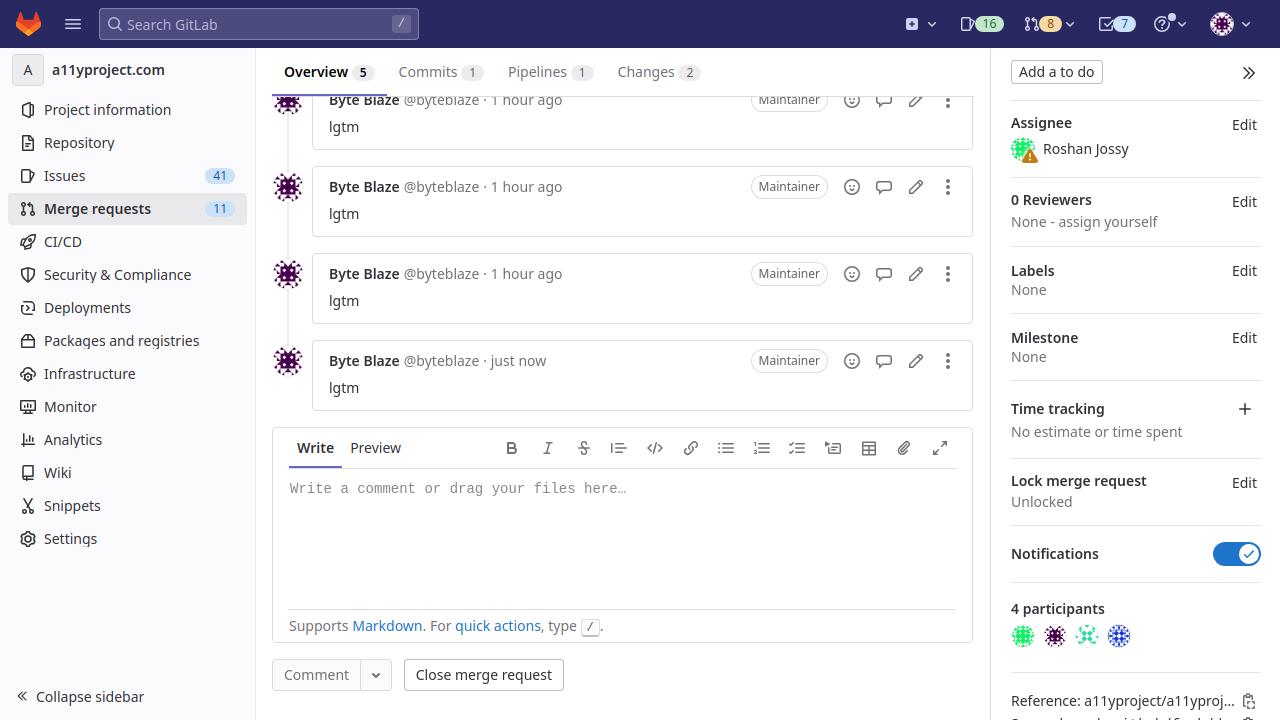 Search GitLab
/
16
8
7
A
a11yproject.com
Project information
Repository
Issues
41
Merge requests
11
CI/CD
Security & Compliance
Deployments
Packages and registries
Infrastructure
Monitor
Analytics
Wiki
Snippets
Settings
Collapse sidebar
Overview 5
Commits 1
Pipelines 1
Changes 2
Byte Blaze @byteblaze · 1 hour ago
Maintainer
lgtm
Byte Blaze @byteblaze · 1 hour ago
Maintainer
lgtm
Byte Blaze @byteblaze · 1 hour ago
Maintainer
lgtm
Byte Blaze @byteblaze · just now
Maintainer
lgtm
Write
Preview
Write a comment or drag your files here…
Supports Markdown. For quick actions, type /.
Comment
Close merge request
Add a to do
Assignee
Edit
Roshan Jossy
0 Reviewers
Edit
None - assign yourself
Labels
Edit
None
Milestone
Edit
None
Time tracking
No estimate or time spent
Lock merge request
Edit
Unlocked
Notifications
4 participants
Reference: a11yproject/a11yproj...